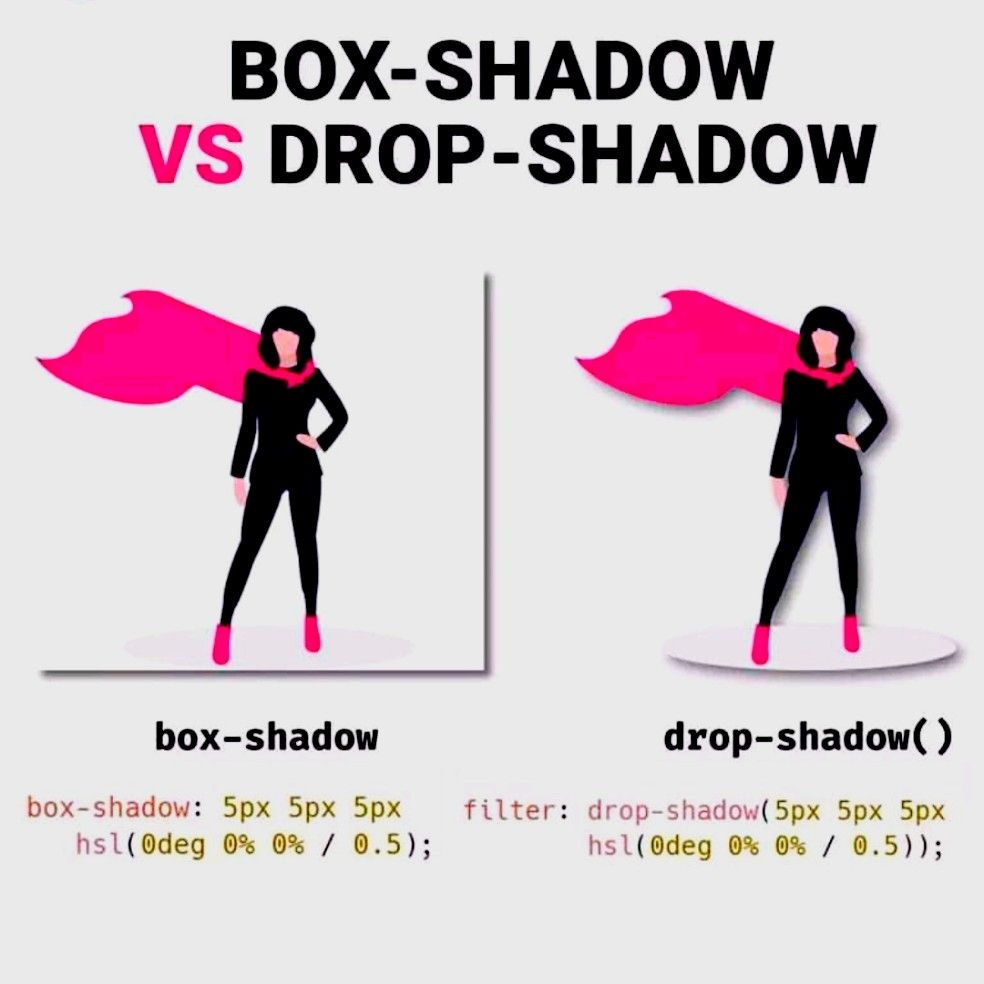 BOX-SHADOW
VS DROP-SHADOW
box-shadow
box-shadow: 5px 5px 5px
hsl(0deg 0% 0% / 0.5);
drop-shadow()
filter: drop-shadow(5px 5px 5px
hsl(0deg 0% 0% / 0.5));